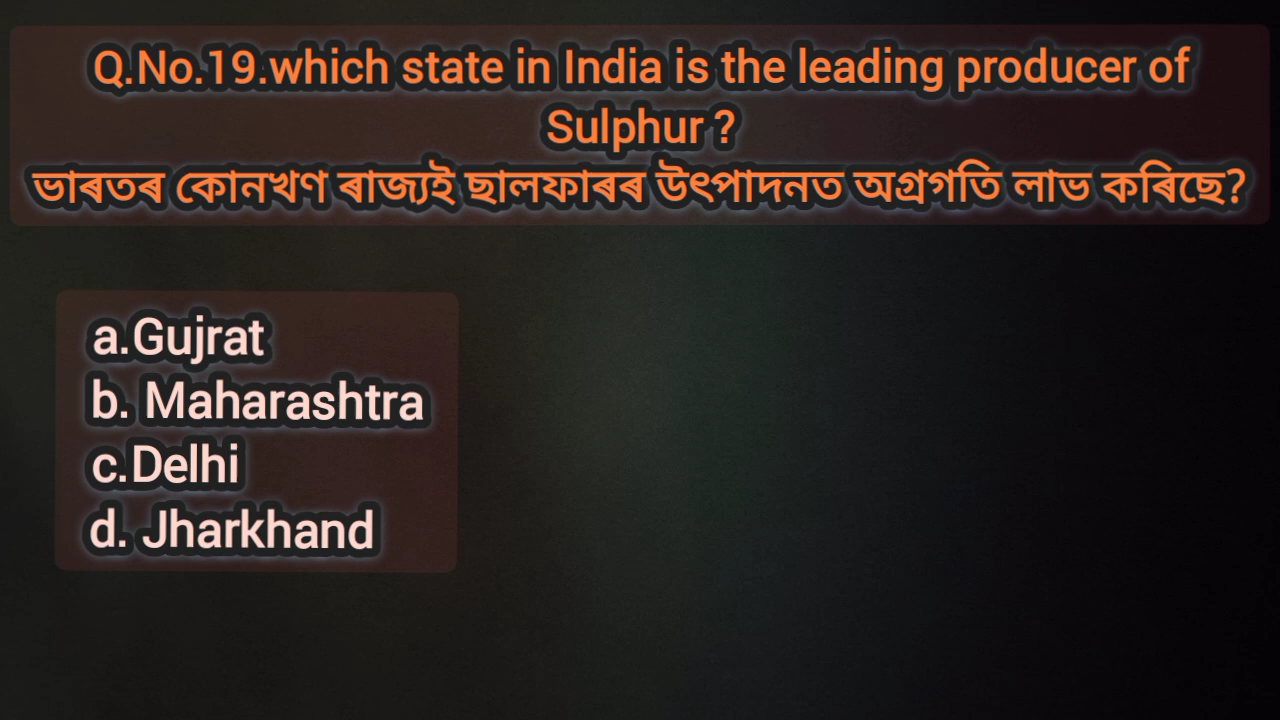 Q.No.19.which state in India is the leading producer of
Sulphur ?
ভাৰতৰ কোনখণ ৰাজ্যই ছালফাৰৰ উৎপাদনত অগ্ৰগতি লাভ কৰিছে?
a.Gujrat
b. Maharashtra
c.Delhi
d. Jharkhand